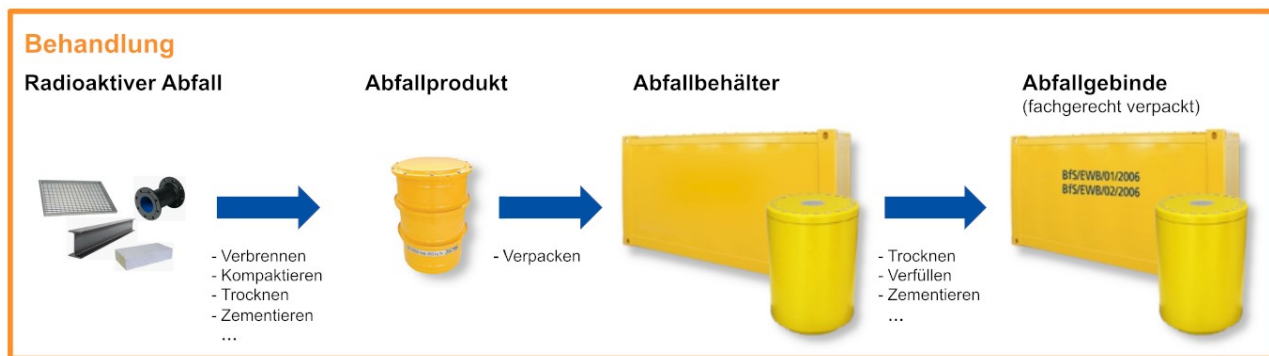 Behandlung
Radioaktiver Abfall
Abfallprodukt
Abfallbehälter
Abfallgebinde
(fachgerecht verpackt)
BfS/EWB/01/2006
BfS/EWB/02/2006
- Verbrennen
- Kompaktieren
- Trocknen
- Zementieren
...
- Verpacken
- Trocknen
- Verfüllen
- Zementieren
...